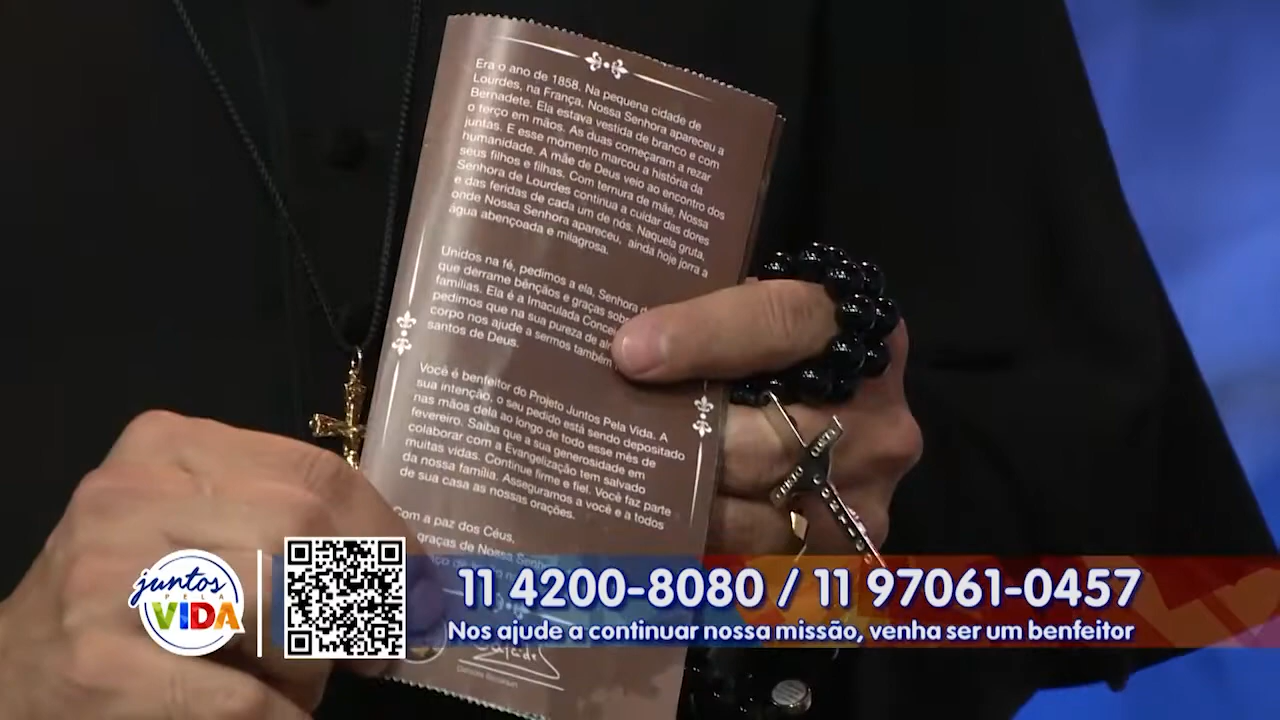 Era o ano de 1858. Na pequena cidade de
Lourdes, na França, Nossa Senhora apareceu a
Bernadete. Ela estava vestida de branco e com
o terço em mãos. As duas começaram a rezar
juntas. E esse momento marcou a história da
humanidade. A mãe de Deus veio ao encontro dos
seus filhos e filhas. Com ternura de mãe, Nossa
Senhora de Lourdes continua a cuidar das dores
e das feridas de cada um de nós. Naquela gruta,
onde Nossa Senhora apareceu, ainda hoje jorra a
água abençoada e milagrosa.
Unidos na fé, pedimos a ela, Senhora
que derrame bênçãos e graças
famílias. Ela é a Imaculada
pedimos que na sua pureza de
corpo nos ajude a sermos também
santos de Deus.
Você é benfeitor do Projeto Juntos Pela Vida. A
sua intenção, o seu pedido está sendo depositado
nas mãos dela ao longo de todo esse mês de
fevereiro. Saiba que a sua generosidade em
colaborar com a Evangelização tem salvado
muitas vidas. Continue firme e fiel. Você faz parte
da nossa família. Asseguramos a você e a todos
de sua casa as nossas orações.
Com a paz dos Céus,
graças de Nossa
juntos
PELA
VIDA
11 4200-8080 / 11 97061-0457
Nos ajude a continuar nossa missão, venha ser um benfeitor